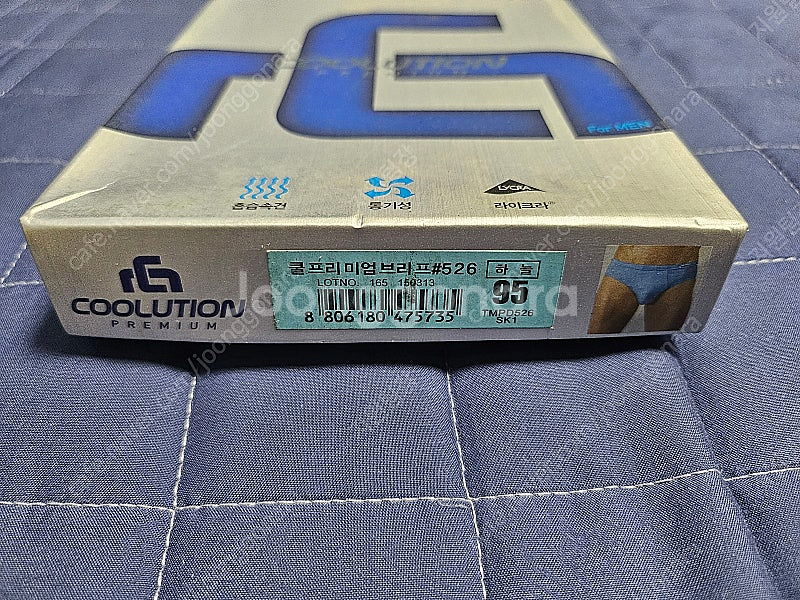 COOLUTION
For MEN
흡습속건
통기성
LYCRA
라이크라®
COOLUTION
PREMIUM
쿨프리미엄브리프#526
하늘
LOTNO. 165 150313
95
8 806180 475735
TMPD526
SK1
Joonggonara